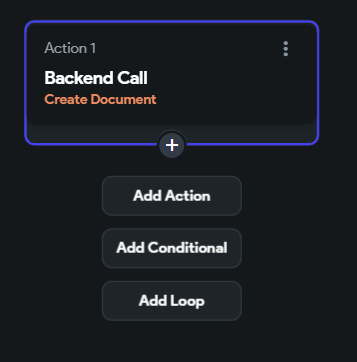 Action 1
Backend Call
Create Document
Add Action
Add Conditional
Add Loop